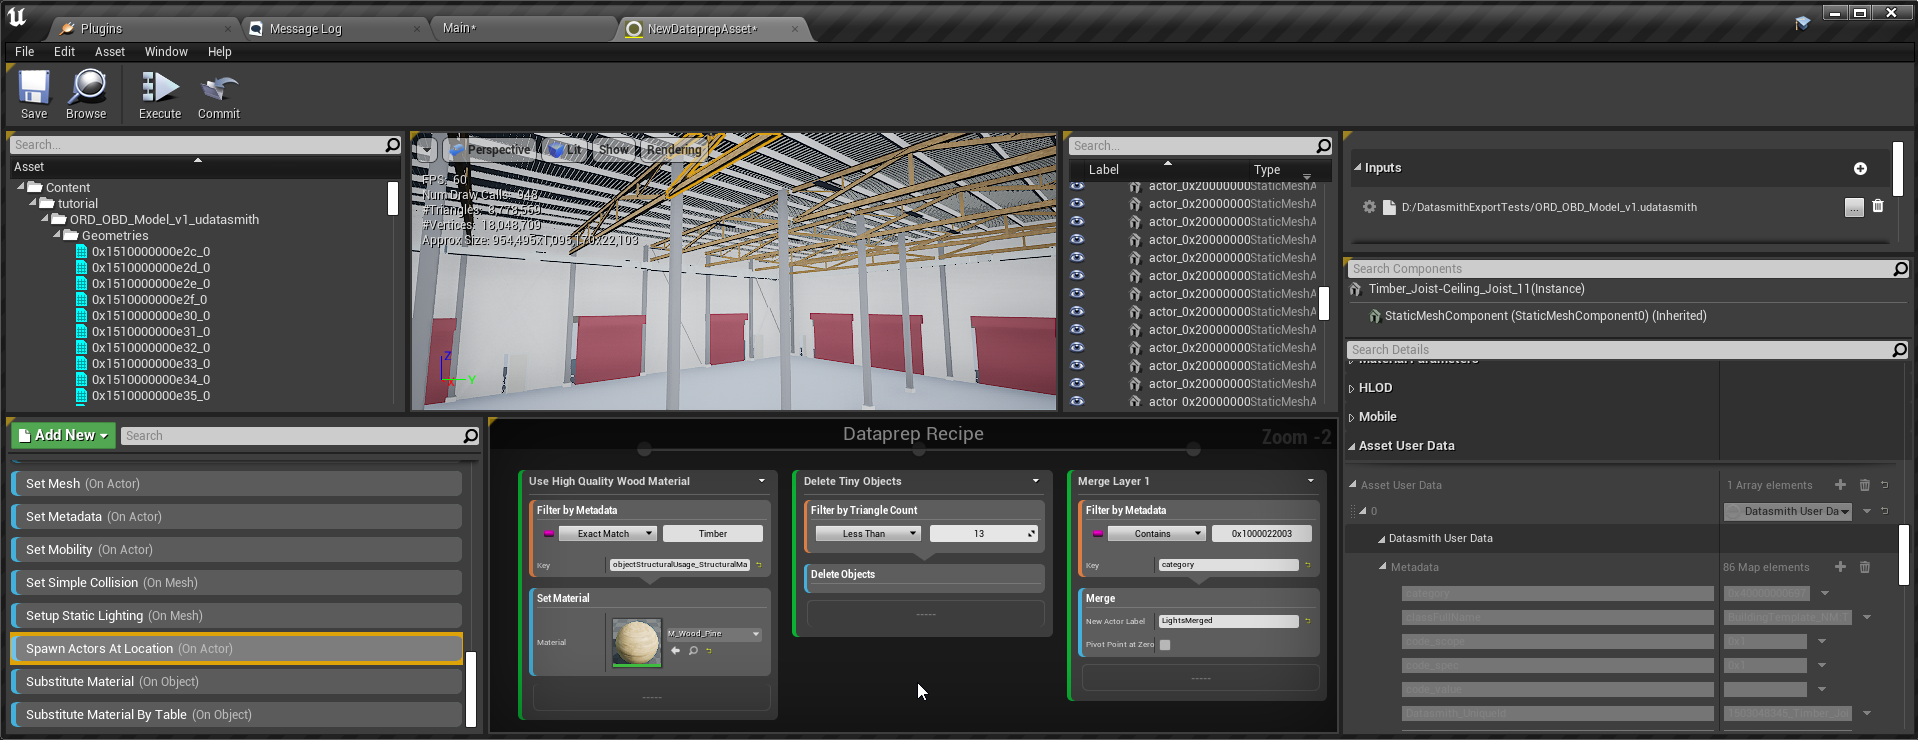 Plugins
Message Log
Main*
NewDataprepAsset*
File Edit Asset Window Help
Save
Browse
Execute
Commit
Search...
Asset
Content
tutorial
ORD_OBD_Model_v1_udatasmith
Geometries
0x1510000000e2c_0
0x1510000000e2d_0
0x1510000000e2e_0
0x1510000000e2f_0
0x1510000000e30_0
0x1510000000e31_0
0x1510000000e32_0
0x1510000000e33_0
0x1510000000e34_0
0x1510000000e35_0
Perspective
Lit
Show
Rendering
FPS: 60
Num Draw Calls: 948
#Triangles:
#Vertices: 18,048,709
Approx Size:
Z
X
Y
Search...
Label
Type
actor_0x20000000 StaticMeshA
actor_0x20000000 StaticMeshA
actor_0x20000000 StaticMeshA
actor_0x20000000 StaticMeshA
actor_0x20000000 StaticMeshA
actor_0x20000000 StaticMeshA
actor_0x20000000 StaticMeshA
actor_0x20000000 StaticMeshA
actor_0x20000000 StaticMeshA
actor_0x20000000 StaticMeshA
actor_0x20000000 StaticMeshA
actor_0x20000000 StaticMeshA
actor_0x20000000 StaticMeshA
Inputs
D:/DatasmithExportTests/ORD_OBD_Model_v1.udatasmith
...
Search Components
Timber_Joist-Ceiling_Joist_11(Instance)
StaticMeshComponent (StaticMeshComponent0) (Inherited)
Search Details
Material Parameters
HLOD
Mobile
Asset User Data
Asset User Data
1 Array elements
0
Datasmith User Da
Datasmith User Data
Metadata
86 Map elements
category
classFullName
code_scope
0x1
code_spec
0x1
code_value
Datasmith_UniqueId
Add New
Search
Set Mesh (On Actor)
Set Metadata (On Actor)
Set Mobility (On Actor)
Set Simple Collision (On Mesh)
Setup Static Lighting (On Mesh)
Spawn Actors At Location (On Actor)
Substitute Material (On Object)
Substitute Material By Table (On Object)
Dataprep Recipe
Zoom -2
Use High Quality Wood Material
Filter by Metadata
Exact Match
Timber
Key
objectStructuralUsage_StructuralMa
Set Material
Material
M_Wood_Pine
-----
Delete Tiny Objects
Filter by Triangle Count
Less Than
13
Delete Objects
-----
Merge Layer 1
Filter by Metadata
Contains
0x1000022003
Key
category
Merge
New Actor Label
LightsMerged
Pivot Point at Zero
-----